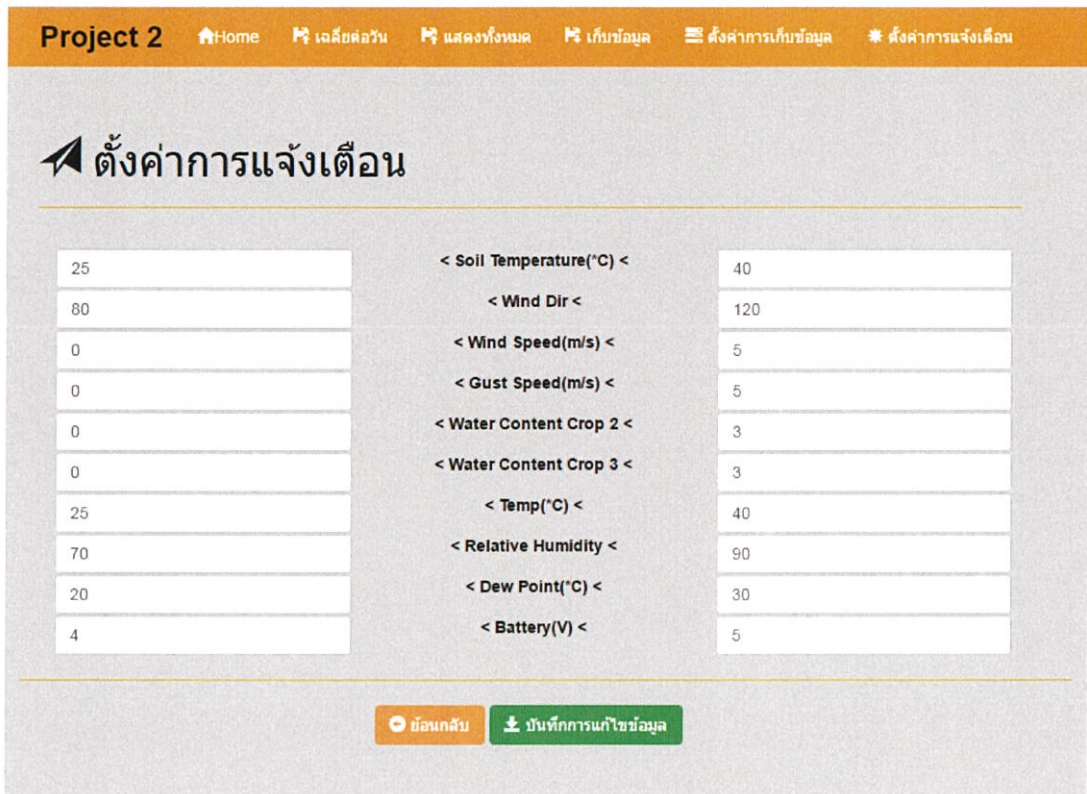 Project 2 Home เฉลี่ยต่อวัน แสดงทั้งหมด เก็บข้อมูล ตั้งค่าการเก็บข้อมูล ตั้งค่าการแจ้งเตือน
ตั้งค่าการแจ้งเตือน
25 < Soil Temperature(*C) < 40
80 < Wind Dir < 120
0 < Wind Speed(m/s) < 5
0 < Gust Speed(m/s) < 5
0 < Water Content Crop 2 < 3
0 < Water Content Crop 3 < 3
25 < Temp(*C) < 40
70 < Relative Humidity < 90
20 < Dew Point(*C) < 30
4 < Battery(V) < 5
ย้อนกลับ บันทึกการแก้ไขข้อมูล